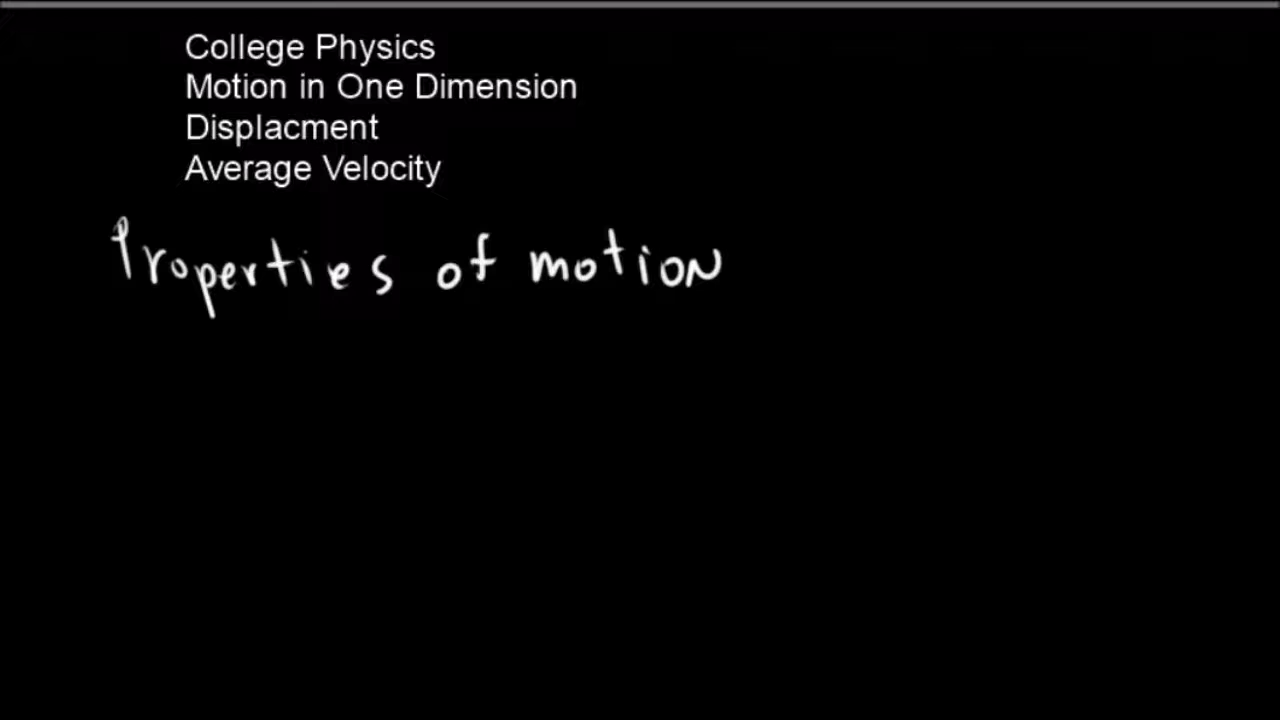 College Physics
Motion in One Dimension
Displacment
Average Velocity
Properties of motion